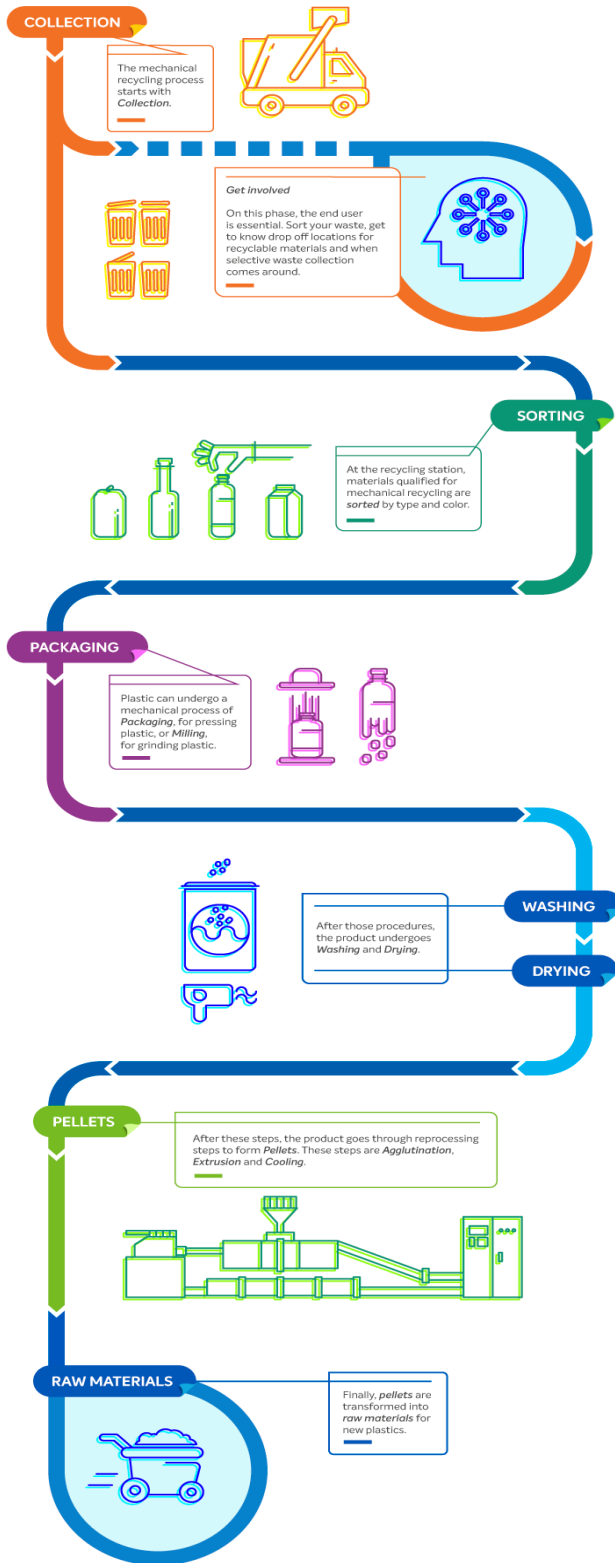 COLLECTION
The mechanical
recycling process
starts with
Collection.
Get involved
On this phase, the end user
is essential. Sort your waste, get
to know drop off locations for
recyclable materials and when
selective waste collection
comes around.
SORTING
At the recycling station,
materials qualified for
mechanical recycling are
sorted by type and color.
PACKAGING
Plastic can undergo a
mechanical process of
Packaging, for pressing
plastic, or Milling,
for grinding plastic.
WASHING
After those procedures,
the product undergoes
Washing and Drying.
DRYING
PELLETS
After these steps, the product goes through reprocessing
steps to form Pellets. These steps are Agglutination,
Extrusion and Cooling.
RAW MATERIALS
Finally, pellets are
transformed into
raw materials for
new plastics.